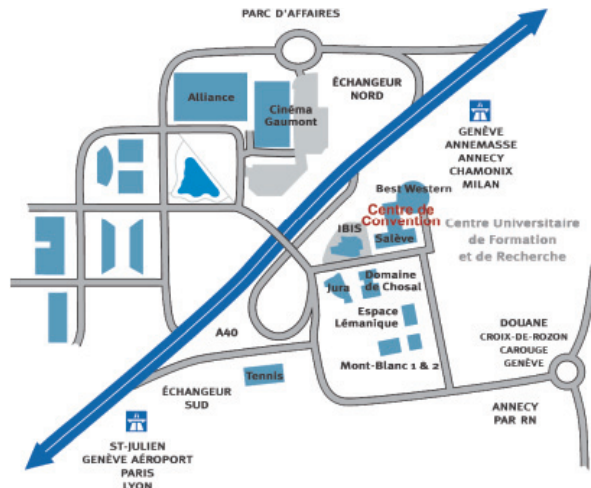 PARC D'AFFAIRES
Alliance
Cinéma
Gaumont
ÉCHANGEUR
NORD
GENÈVE
ANNEMASSE
ANNECY
CHAMONIX
MILAN
Best Western
Centre de
Convention
IBIS
Salève
Centre Universitaire
de Formation
et de Recherche
Jura
Domaine
de Chosal
Espace
Lémanique
Mont-Blanc 1 & 2
A40
DOUANE
CROIX-DE-ROZON
CAROUGE
GENÈVE
Tennis
ÉCHANGEUR
SUD
ANNECY
PAR RN
ST-JULIEN
GENÈVE AÉROPORT
PARIS
LYON